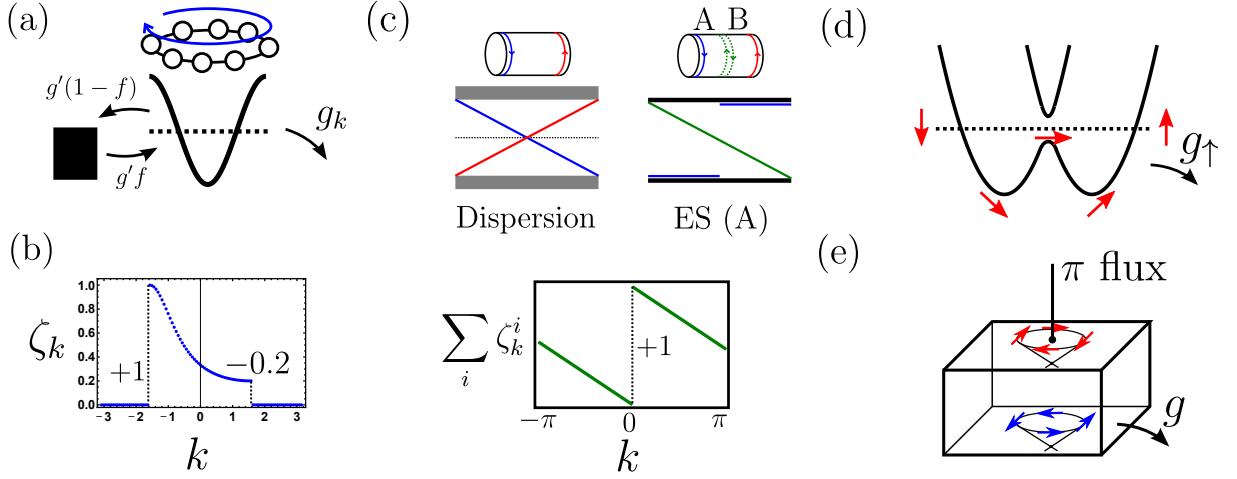 (a)
g′(1 − f)
g′f
g_k
(b)
ζ_k
1.0
0.8
0.6
0.4
0.2
0.0
+1
−0.2
−3 −2 −1 0 1 2 3
k
(c)
A B
Dispersion
ES (A)
∑_i ζ_k^i
+1
−π 0 π
k
(d)
g_↑
(e)
π flux
g